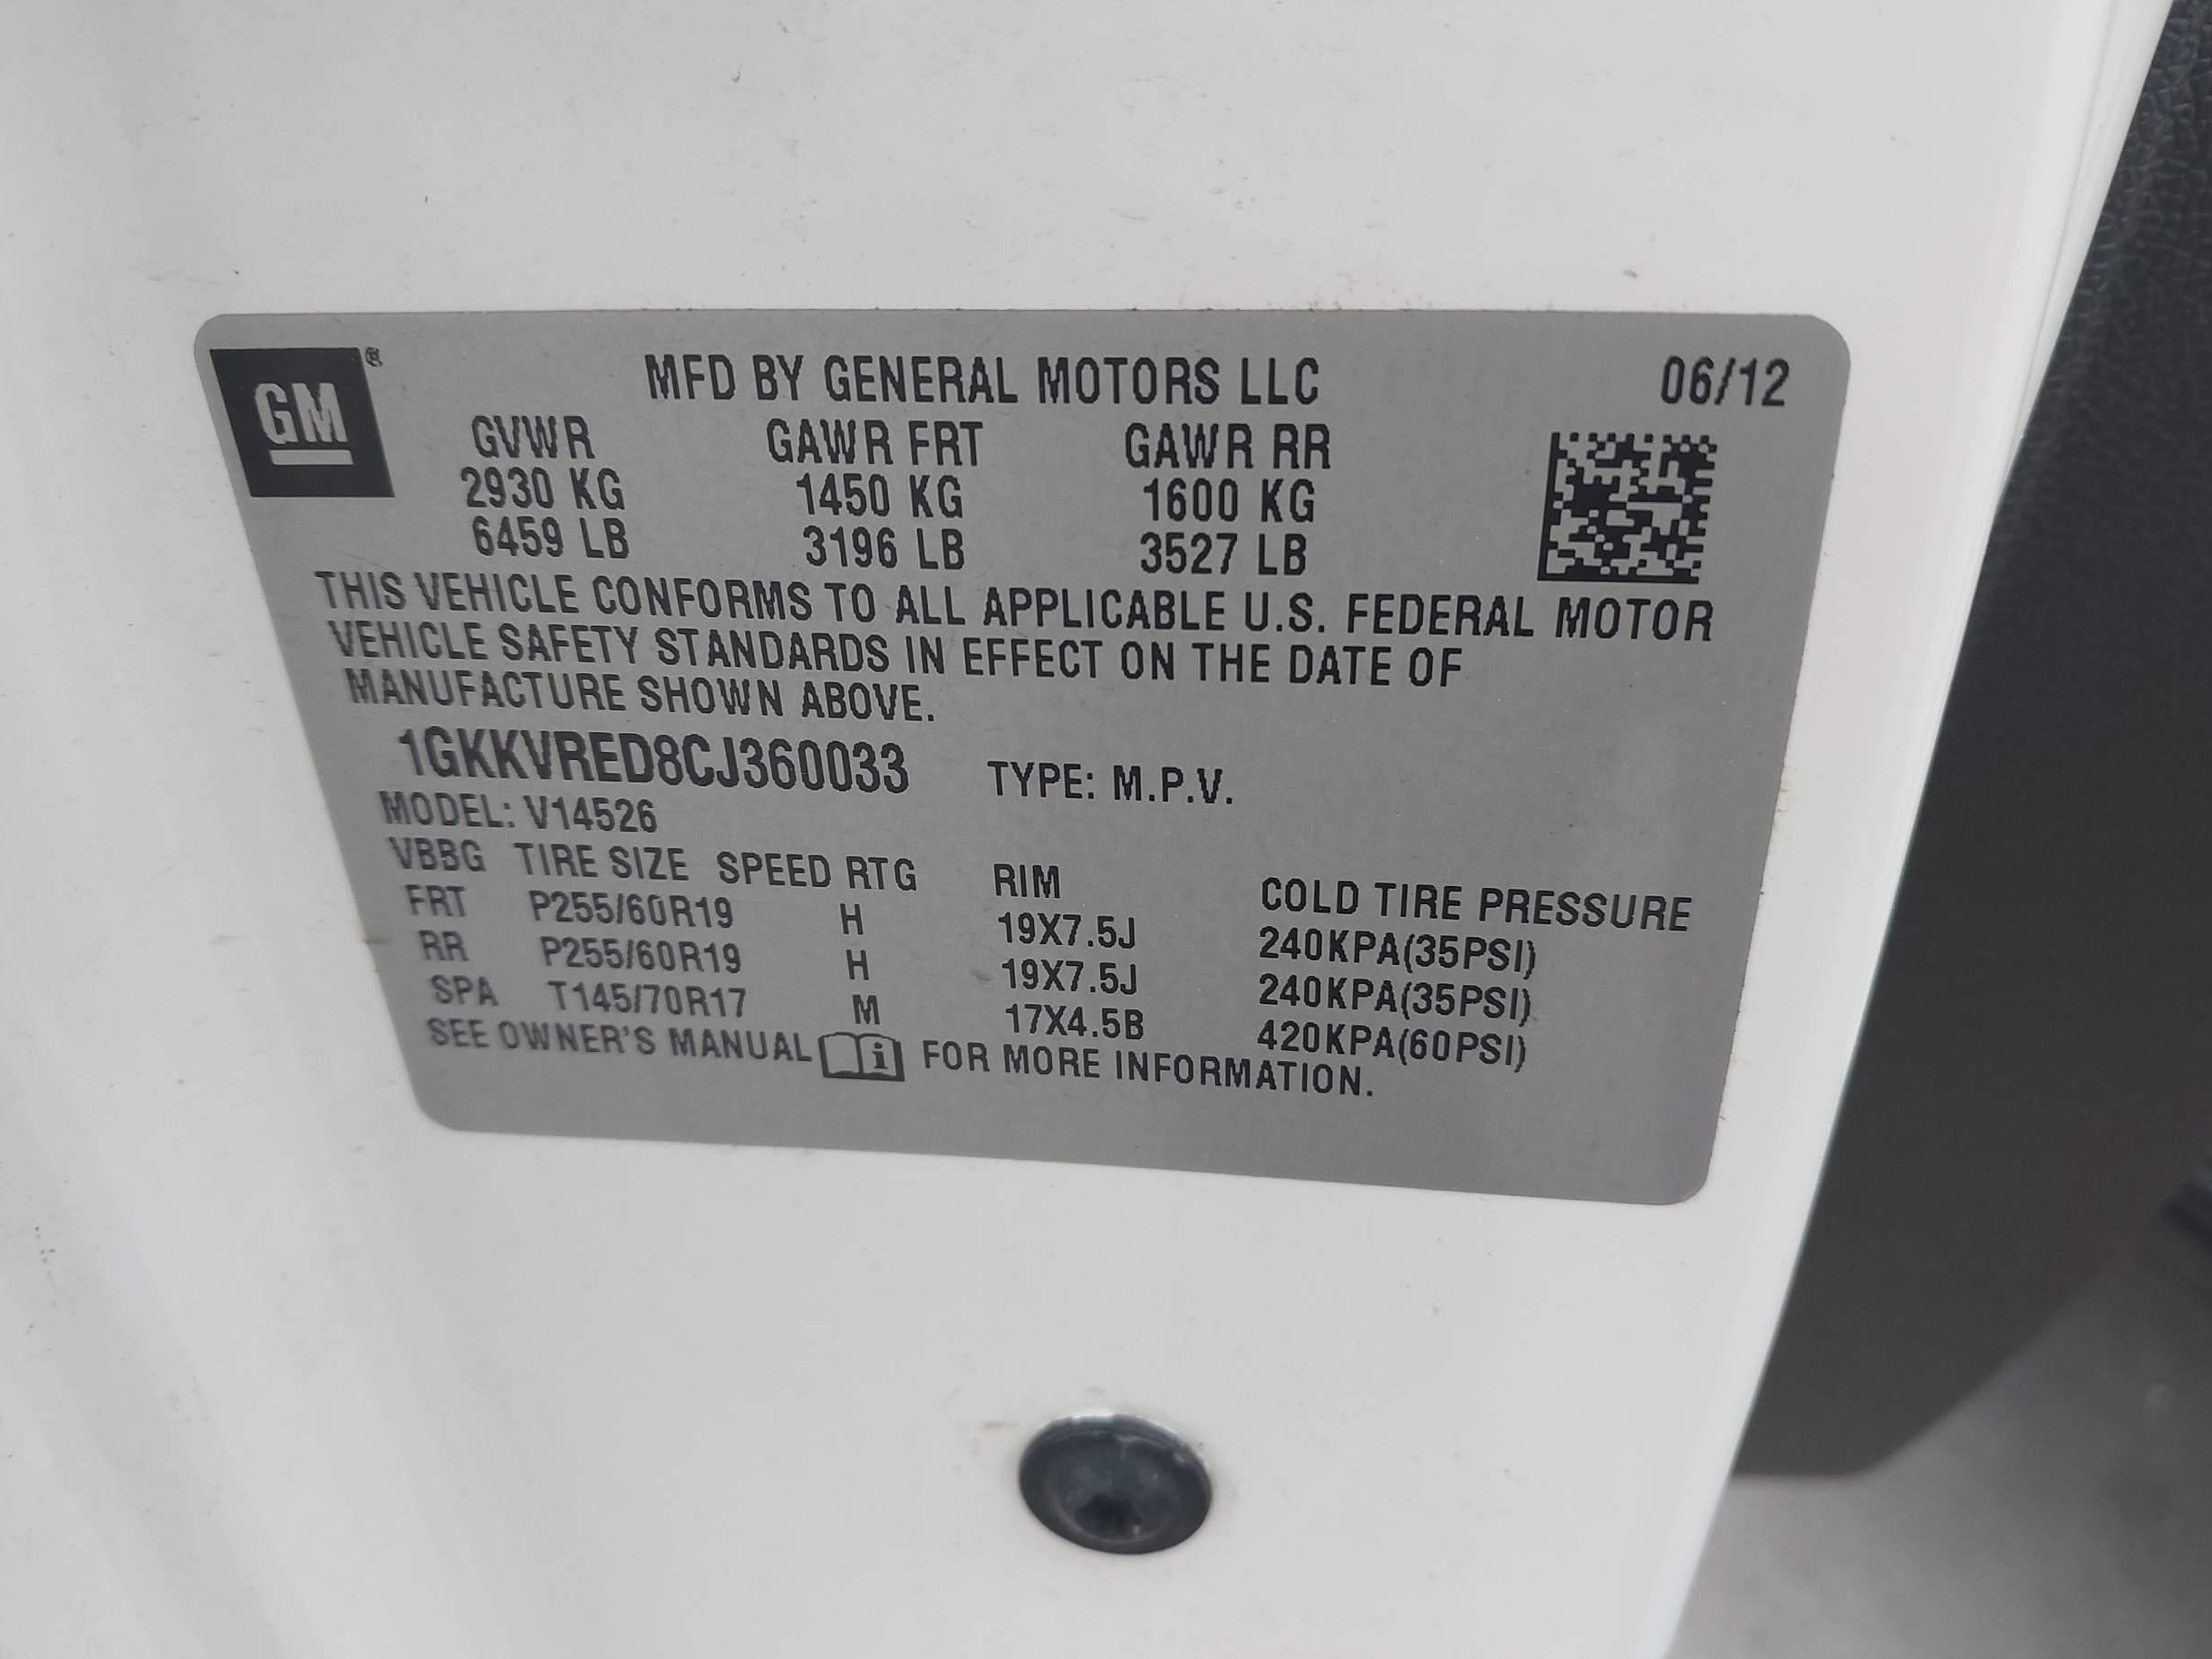 GM ® MFD BY GENERAL MOTORS LLC 06/12
GVWR GAWR FRT GAWR RR
2930 KG 1450 KG 1600 KG
6459 LB 3196 LB 3527 LB
THIS VEHICLE CONFORMS TO ALL APPLICABLE U.S. FEDERAL MOTOR
VEHICLE SAFETY STANDARDS IN EFFECT ON THE DATE OF
MANUFACTURE SHOWN ABOVE.
1GKKVRED8CJ360033 TYPE: M.P.V.
MODEL: V14526
VBBG TIRE SIZE SPEED RTG RIM COLD TIRE PRESSURE
FRT P255/60R19 H 19X7.5J 240KPA(35PSI)
RR P255/60R19 H 19X7.5J 240KPA(35PSI)
SPA T145/70R17 M 17X4.5B 420KPA(60PSI)
SEE OWNER'S MANUAL i FOR MORE INFORMATION.